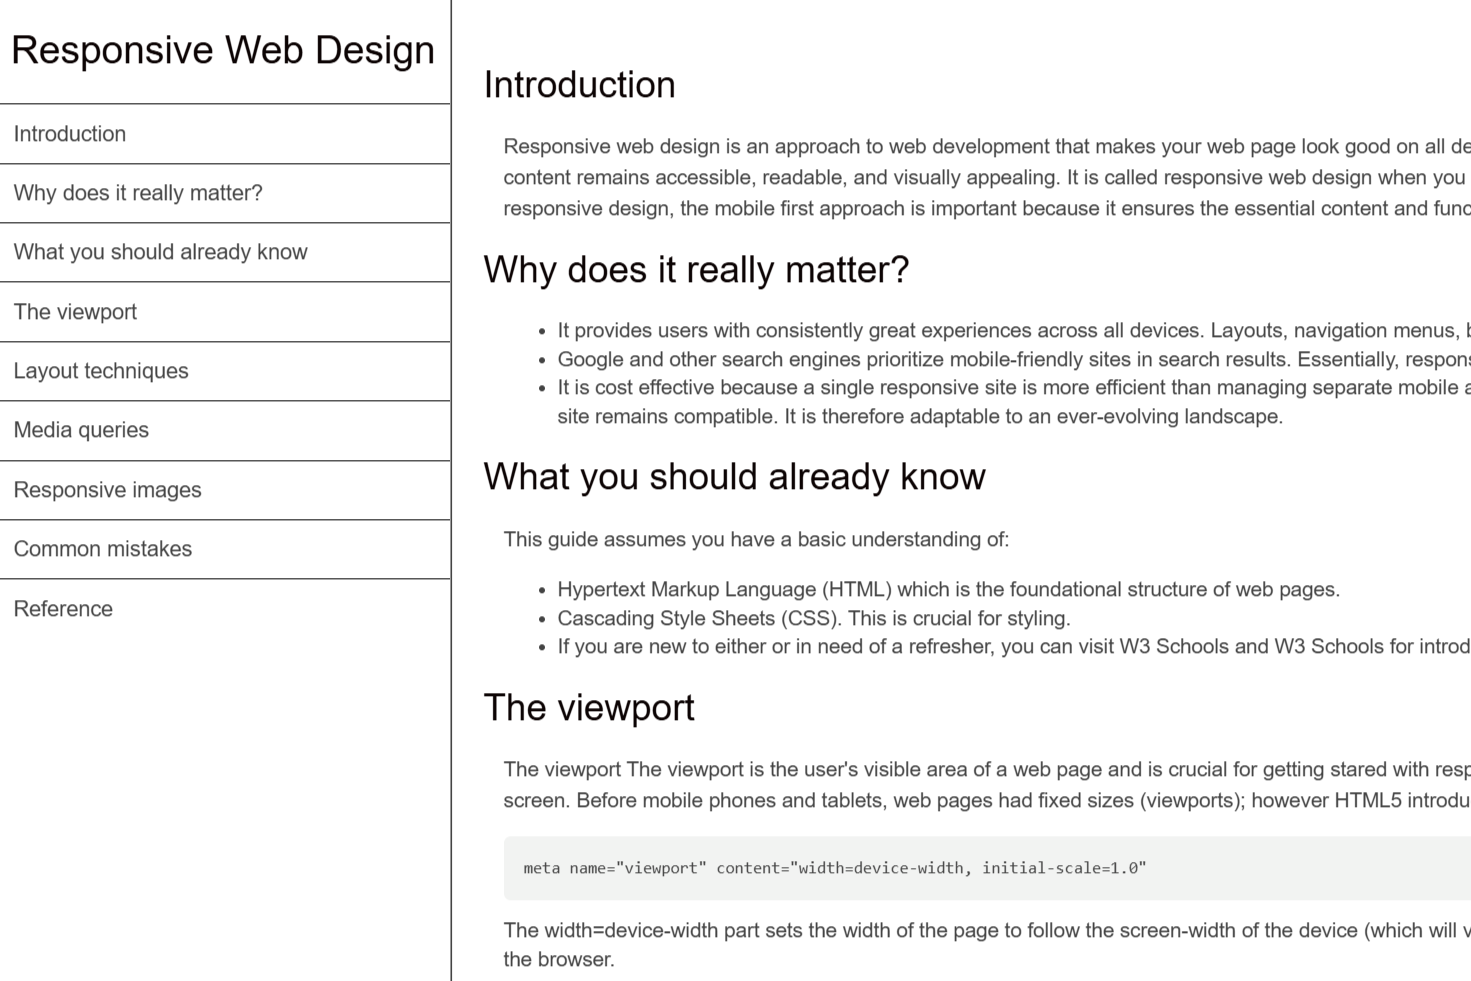 Responsive Web Design
Introduction
Why does it really matter?
What you should already know
The viewport
Layout techniques
Media queries
Responsive images
Common mistakes
Reference
Introduction
Responsive web design is an approach to web development that makes your web page look good on all de
content remains accessible, readable, and visually appealing. It is called responsive web design when you
responsive design, the mobile first approach is important because it ensures the essential content and func
Why does it really matter?
• It provides users with consistently great experiences across all devices. Layouts, navigation menus, b
• Google and other search engines prioritize mobile-friendly sites in search results. Essentially, respons
• It is cost effective because a single responsive site is more efficient than managing separate mobile a
site remains compatible. It is therefore adaptable to an ever-evolving landscape.
What you should already know
This guide assumes you have a basic understanding of:
• Hypertext Markup Language (HTML) which is the foundational structure of web pages.
• Cascading Style Sheets (CSS). This is crucial for styling.
• If you are new to either or in need of a refresher, you can visit W3 Schools and W3 Schools for introd
The viewport
The viewport The viewport is the user's visible area of a web page and is crucial for getting stared with resp
screen. Before mobile phones and tablets, web pages had fixed sizes (viewports); however HTML5 introdu
meta name="viewport" content="width=device-width, initial-scale=1.0"
The width=device-width part sets the width of the page to follow the screen-width of the device (which will v
the browser.